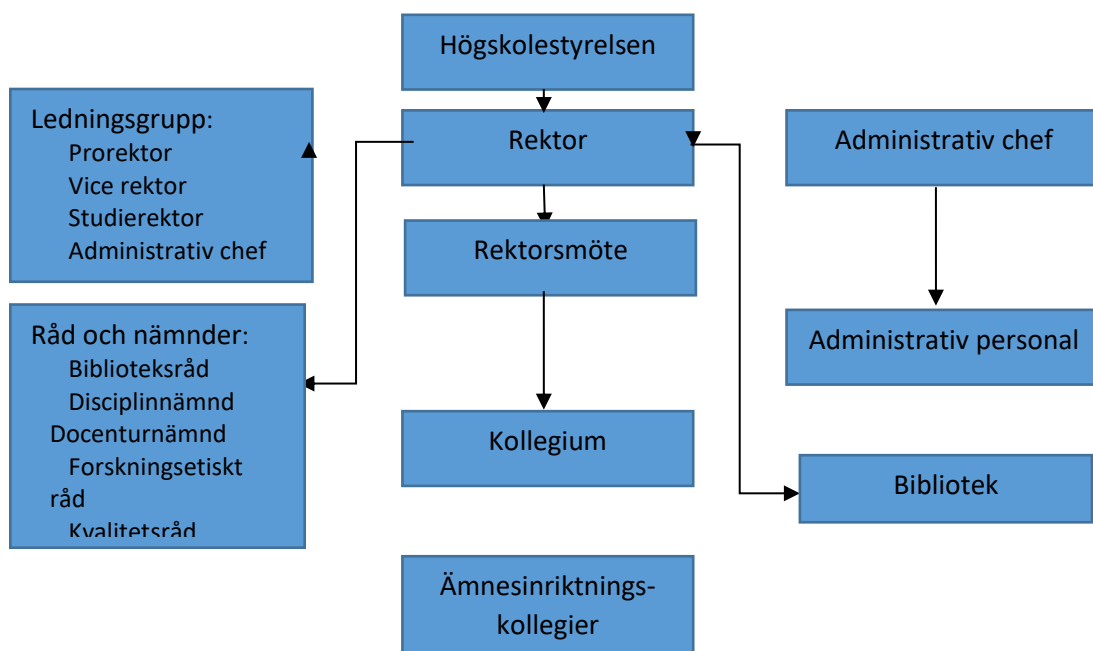 Högskolestyrelsen
Ledningsgrupp:
Prorektor
Vice rektor
Studierektor
Administrativ chef
Rektor
Administrativ chef
Rektorsmöte
Råd och nämnder:
Biblioteksråd
Disciplinnämnd
Docenturnämnd
Forskningsetiskt
råd
Kvalitetsråd
Administrativ personal
Kollegium
Bibliotek
Ämnesinriktnings-
kollegier